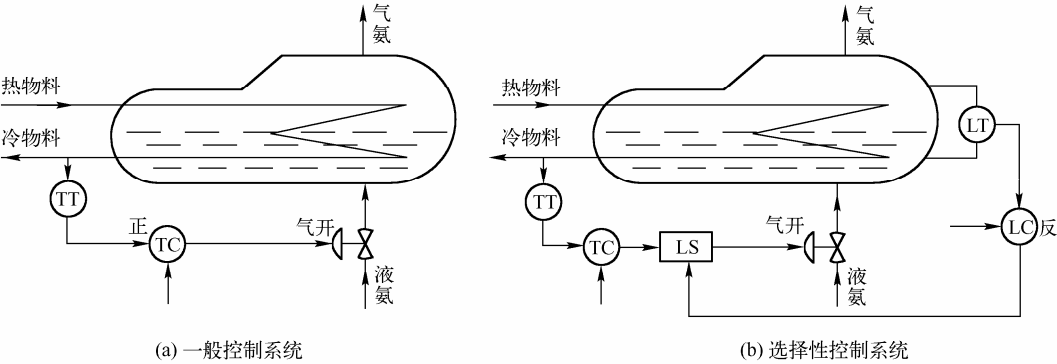 气氨
热物料
冷物料
TT
正
TC
气开
液氨
(a) 一般控制系统
气氨
热物料
冷物料
LT
TT
TC
LS
气开
LC
反
液氨
(b) 选择性控制系统